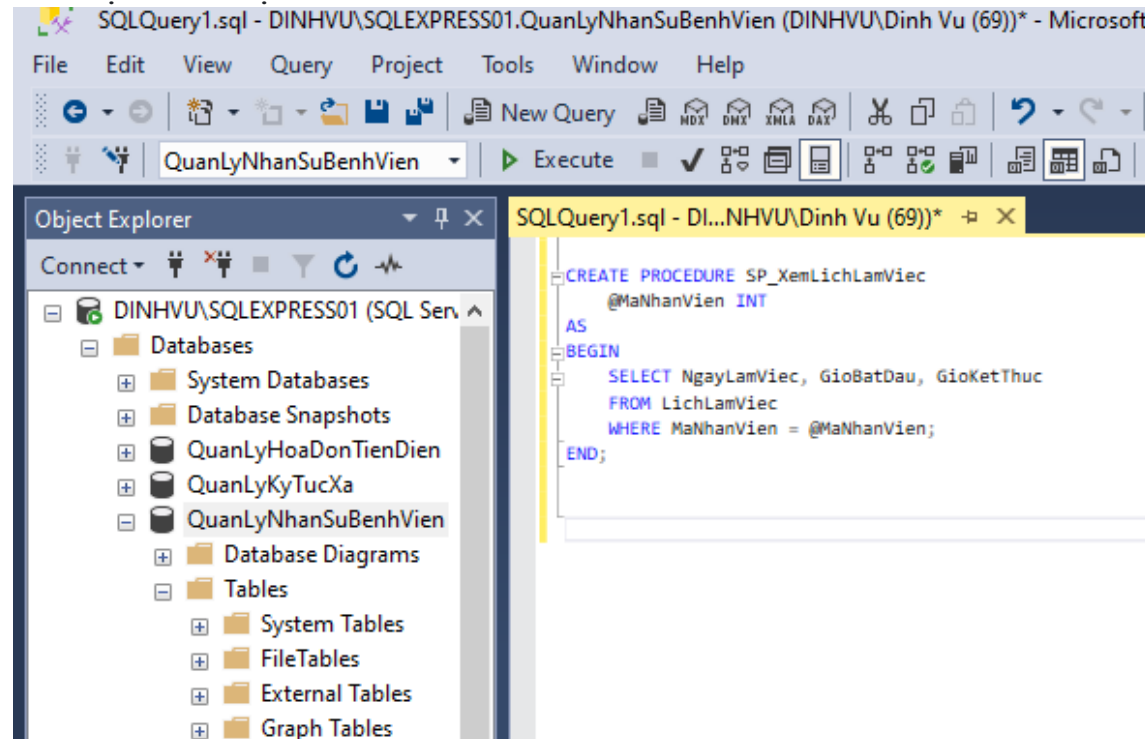 SQLQuery1.sql - DINHVU\SQLEXPRESS01.QuanLyNhanSuBenhVien (DINHVU\Dinh Vu (69))* - Microsoft
File Edit View Query Project Tools Window Help
New Query MDX DMX XMLA DAX
QuanLyNhanSuBenhVien Execute
Object Explorer
Connect
DINHVU\SQLEXPRESS01 (SQL Serv
Databases
System Databases
Database Snapshots
QuanLyHoaDonTienDien
QuanLyKyTucXa
QuanLyNhanSuBenhVien
Database Diagrams
Tables
System Tables
FileTables
External Tables
Graph Tables
SQLQuery1.sql - DI...NHVU\Dinh Vu (69))*
CREATE PROCEDURE SP_XemLichLamViec
@MaNhanVien INT
AS
BEGIN
SELECT NgayLamViec, GioBatDau, GioKetThuc
FROM LichLamViec
WHERE MaNhanVien = @MaNhanVien;
END;